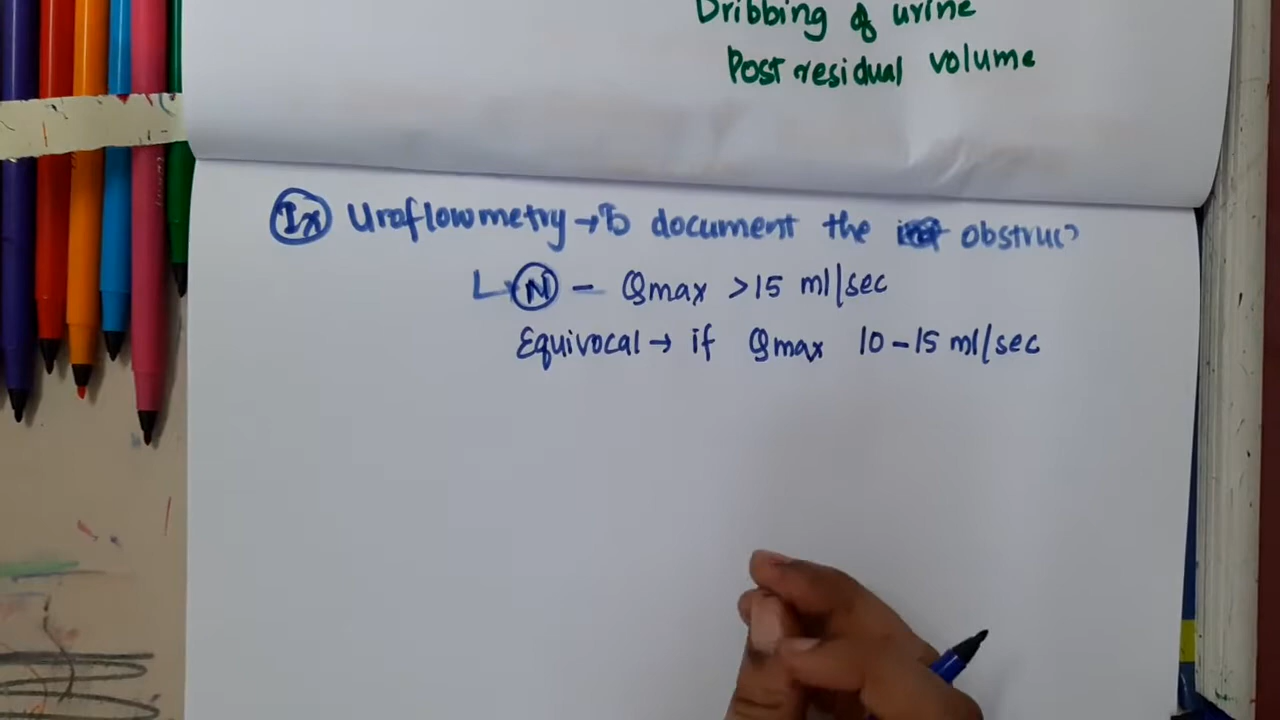 Dribbing of urine
Post residual volume
Ix Uroflowmetry → To document the obstruc
N - Qmax >15 ml/sec
Equivocal → if Qmax 10-15 ml/sec